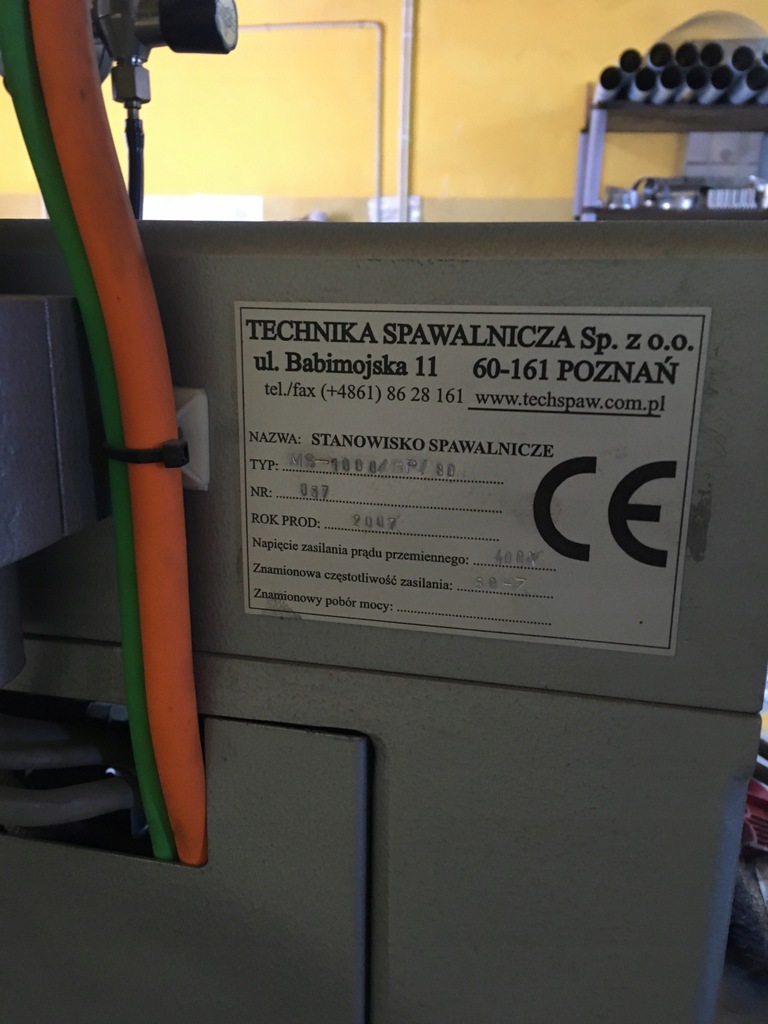 TECHNIKA SPAWALNICZA Sp. z o.o.
ul. Babimojska 11 60-161 POZNAŃ
tel./fax (+4861) 86 28 161 www.techspaw.com.pl
NAZWA: STANOWISKO SPAWALNICZE
TYP:
NR: 037
ROK PROD: 2007
Napięcie zasilania prądu przemiennego: 400V
Znamionowa częstotliwość zasilania:
Znamionowy pobór mocy:
CE